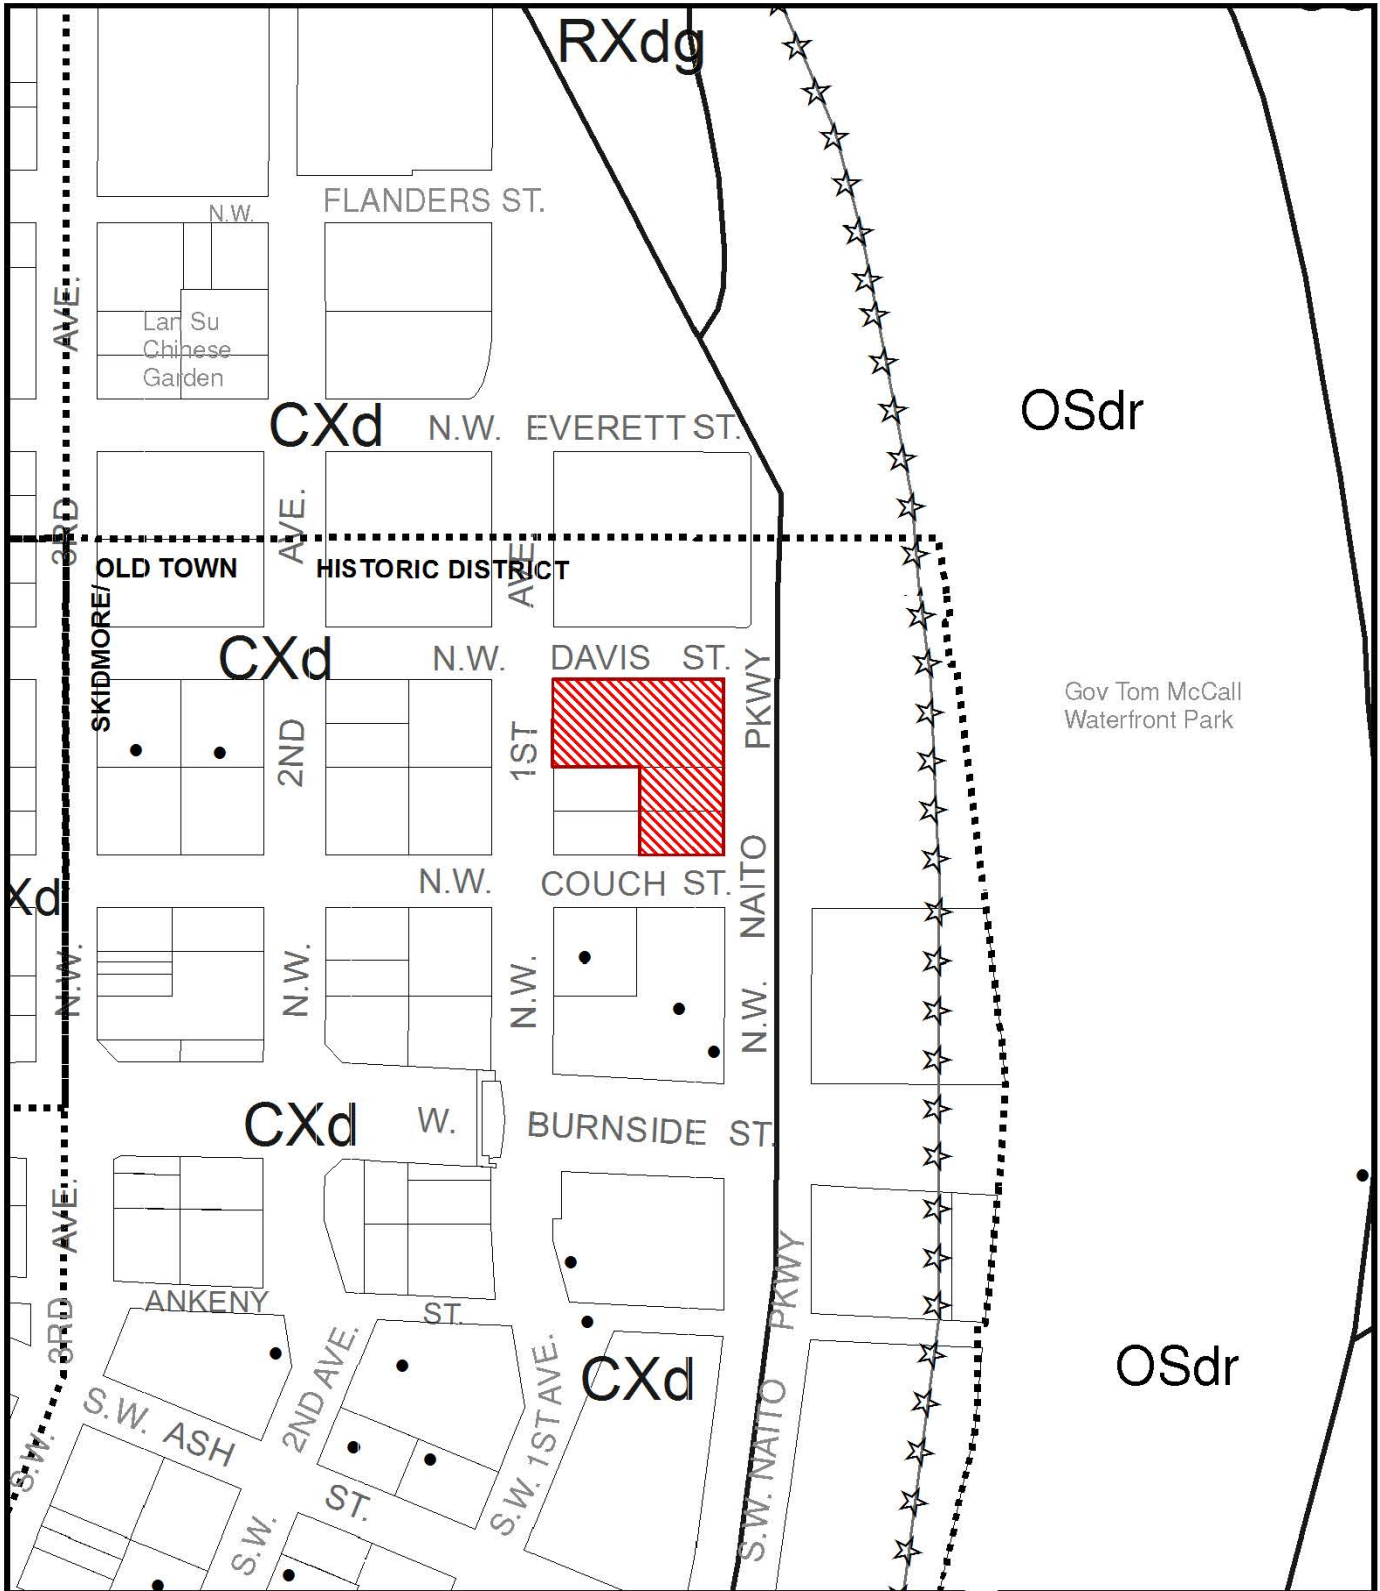 RXdg
N.W.
FLANDERS ST.
AVE.
Lan Su
Chinese
Garden
OSdr
CXd
N.W. EVERETT ST.
3RD
AVE.
AVE.
OLD TOWN HISTORIC DISTRICT
SKIDMORE/
CXd
N.W. DAVIS ST.
PKWY
Gov Tom McCall
Waterfront Park
2ND
1ST
N.W. COUCH ST.
NAITO
Xd
N.W.
N.W.
N.W.
N.W.
CXd
W. BURNSIDE ST.
AVE.
PKWY
ANKENY ST.
3RD
2ND AVE.
S.W. 1ST AVE.
CXd
OSdr
S.W. ASH
ST.
S.W.
S.W.
S.W. NAITO